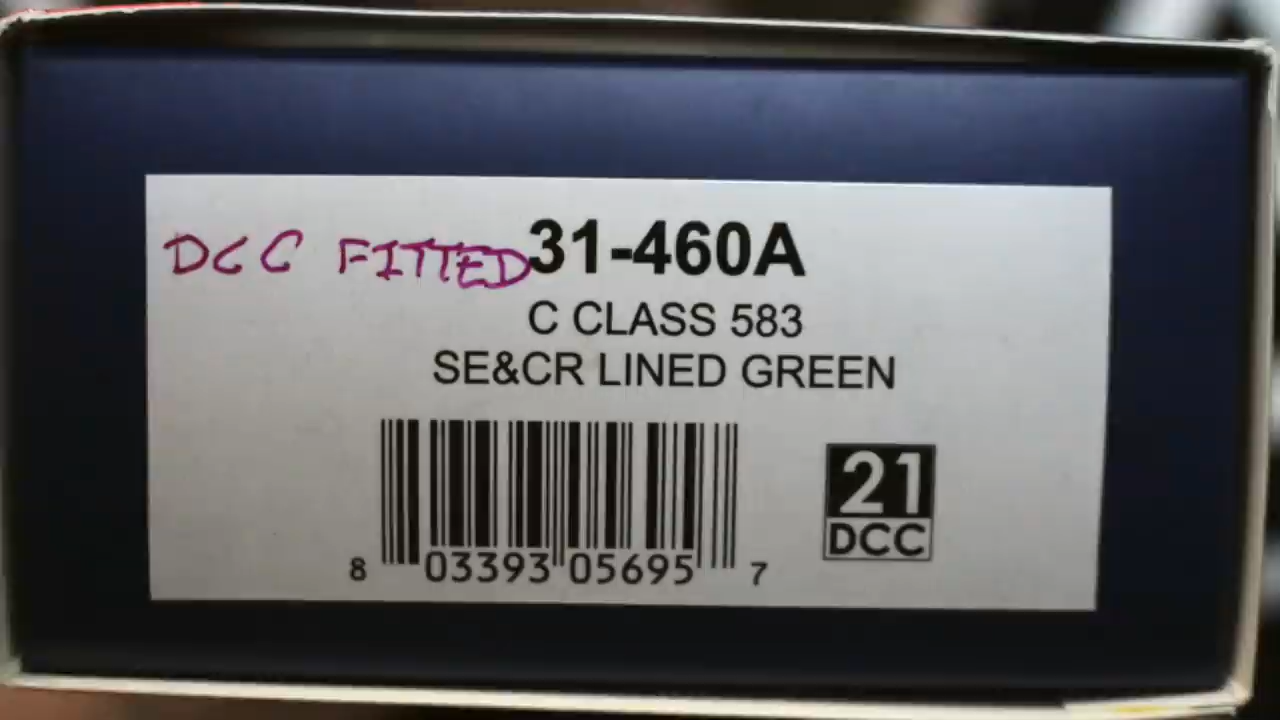 DCC FITTED 31-460A
C CLASS 583
SE&CR LINED GREEN
8 03393 05695 7
21
DCC